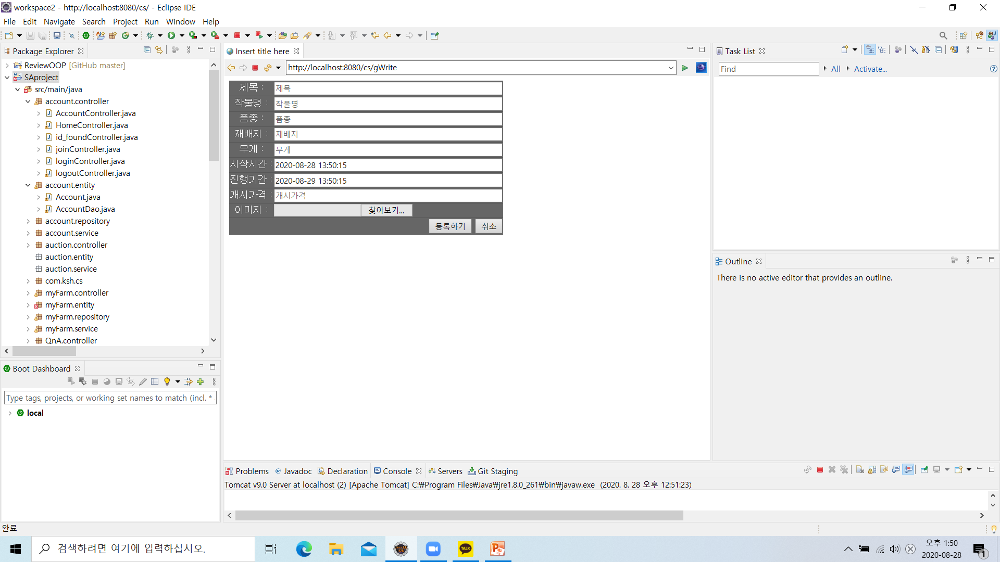 workspace2 - http://localhost:8080/cs/ - Eclipse IDE
File Edit Navigate Search Project Run Window Help
Package Explorer
ReviewOOP [GitHub master]
SAproject
src/main/java
account.controller
AccountController.java
HomeController.java
id_foundController.java
joinController.java
loginController.java
logoutController.java
account.entity
Account.java
AccountDao.java
account.repository
account.service
auction.controller
auction.entity
auction.service
com.ksh.cs
myFarm.controller
myFarm.entity
myFarm.repository
myFarm.service
QnA.controller
Boot Dashboard
Type tags, projects, or working set names to match (incl. *
local
Insert title here
http://localhost:8080/cs/gWrite
제목 : 제목
작물명 : 작물명
품종 : 품종
재배지 : 재배지
무게 : 무게
시작시간 : 2020-08-28 13:50:15
진행기간 : 2020-08-29 13:50:15
개시가격 : 개시가격
이미지 : 찾아보기...
등록하기 취소
Task List
Find All Activate...
Outline
There is no active editor that provides an outline.
Problems @ Javadoc Declaration Console Servers Git Staging
Tomcat v9.0 Server at localhost (2) [Apache Tomcat] C:₩Program Files₩Java₩jre1.8.0_261₩bin₩javaw.exe (2020. 8. 28 오후 12:51:23)
완료
검색하려면 여기에 입력하십시오.
TALK
오후 1:50
2020-08-28
1